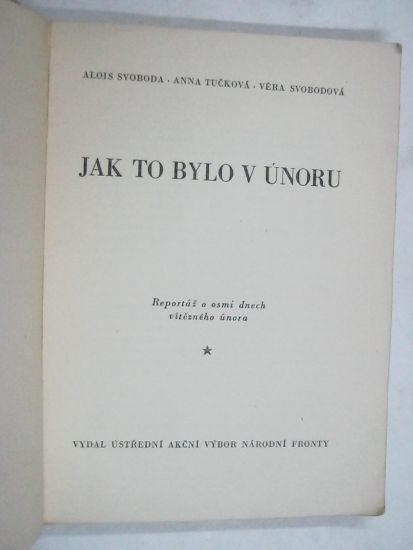 ALOIS SVOBODA · ANNA TUČKOVÁ · VĚRA SVOBODOVÁ
JAK TO BYLO V ÚNORU
Reportáž o osmi dnech
vítězného února
VYDAL ÚSTŘEDNÍ AKČNÍ VÝBOR NÁRODNÍ FRONTY